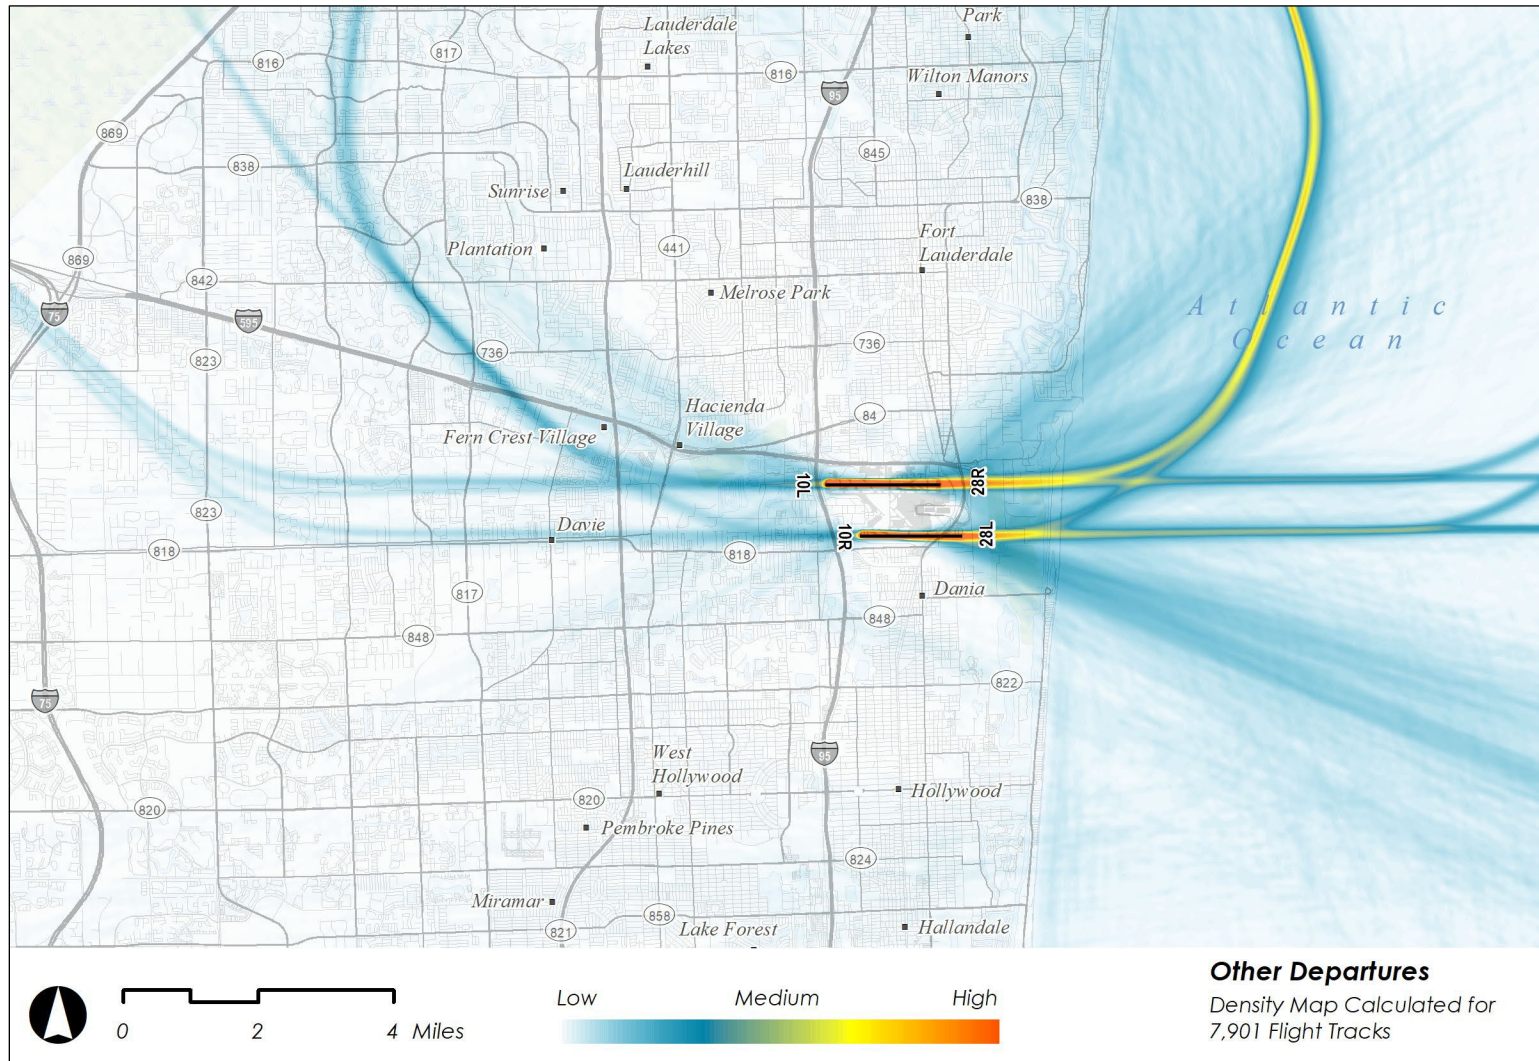 Lauderdale
Lakes
Park
816
817
816
Wilton Manors
95
869
838
845
Sunrise
Lauderhill
838
Plantation
441
Fort
Lauderdale
869
842
Melrose Park
Atlantic
Ocean
75
595
823
736
736
Hacienda
Village
84
Fern Crest Village
10L
28R
823
Davie
10R
28L
818
818
817
Dania
848
848
822
75
West
Hollywood
95
820
820
Hollywood
Pembroke Pines
824
Miramar
858
821
Lake Forest
Hallandale
0 2 4 Miles
Low Medium High
Other Departures
Density Map Calculated for
7,901 Flight Tracks